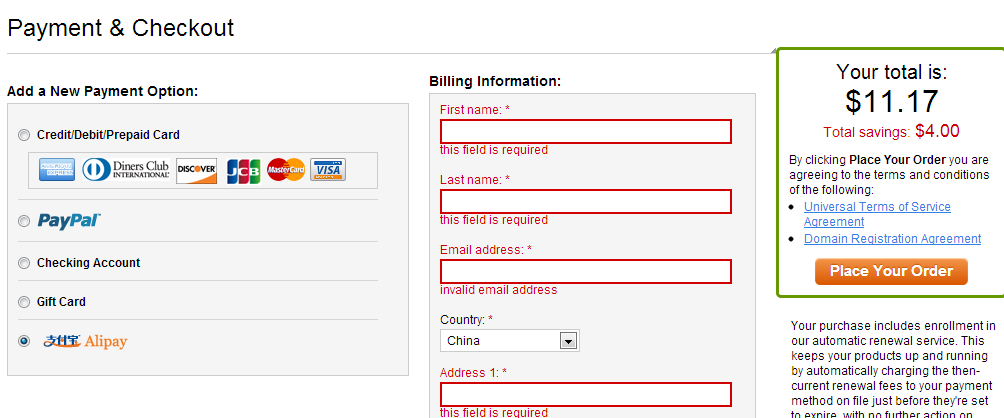 Payment & Checkout
Add a New Payment Option:
Credit/Debit/Prepaid Card
Diners Club
INTERNATIONAL
DISCOVER
JCB
MasterCard
VISA
PayPal
Checking Account
Gift Card
支付宝 Alipay
Billing Information:
First name: *
this field is required
Last name: *
this field is required
Email address: *
invalid email address
Country: *
China
Address 1: *
this field is required
Your total is:
$11.17
Total savings: $4.00
By clicking Place Your Order you are
agreeing to the terms and conditions
of the following:
Universal Terms of Service
Agreement
Domain Registration Agreement
Place Your Order
Your purchase includes enrollment in
our automatic renewal service. This
keeps your products up and running
by automatically charging the then-
current renewal fees to your payment
method on file just before they're set
to expire, with no further action on